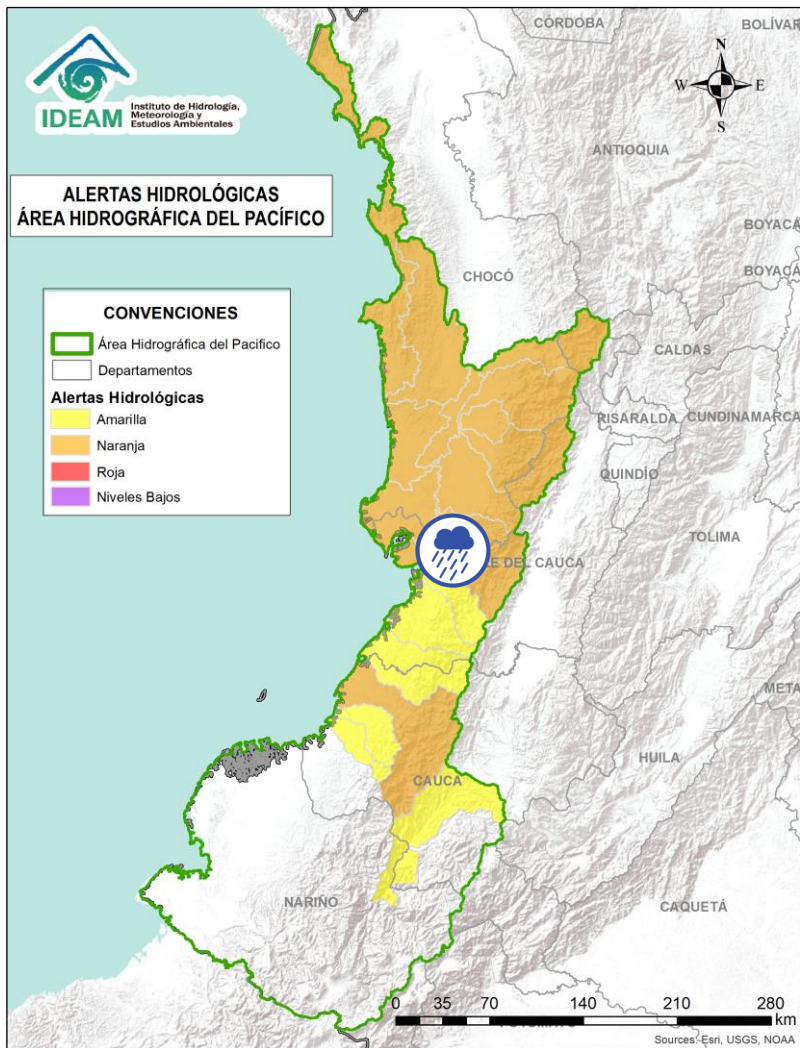 CÓRDOBA
BOLÍVAR
IDEAM
Instituto de Hidrología,
Meteorología y
Estudios Ambientales
N
W
E
S
ANTIOQUIA
ALERTAS HIDROLÓGICAS
ÁREA HIDROGRÁFICA DEL PACÍFICO
BOYACÁ
BOYACÁ
CHOCÓ
CONVENCIONES
Área Hidrográfica del Pacifico
Departamentos
Alertas Hidrológicas
Amarilla
Naranja
Roja
Niveles Bajos
CALDAS
RISARALDA
CUNDINAMARCA
QUINDÍO
TOLIMA
DEL CAUCA
META
HUILA
CAUCA
NARIÑO
CAQUETÁ
0 35 70 140 210 280
km
Sources: Esri, USGS, NOAA